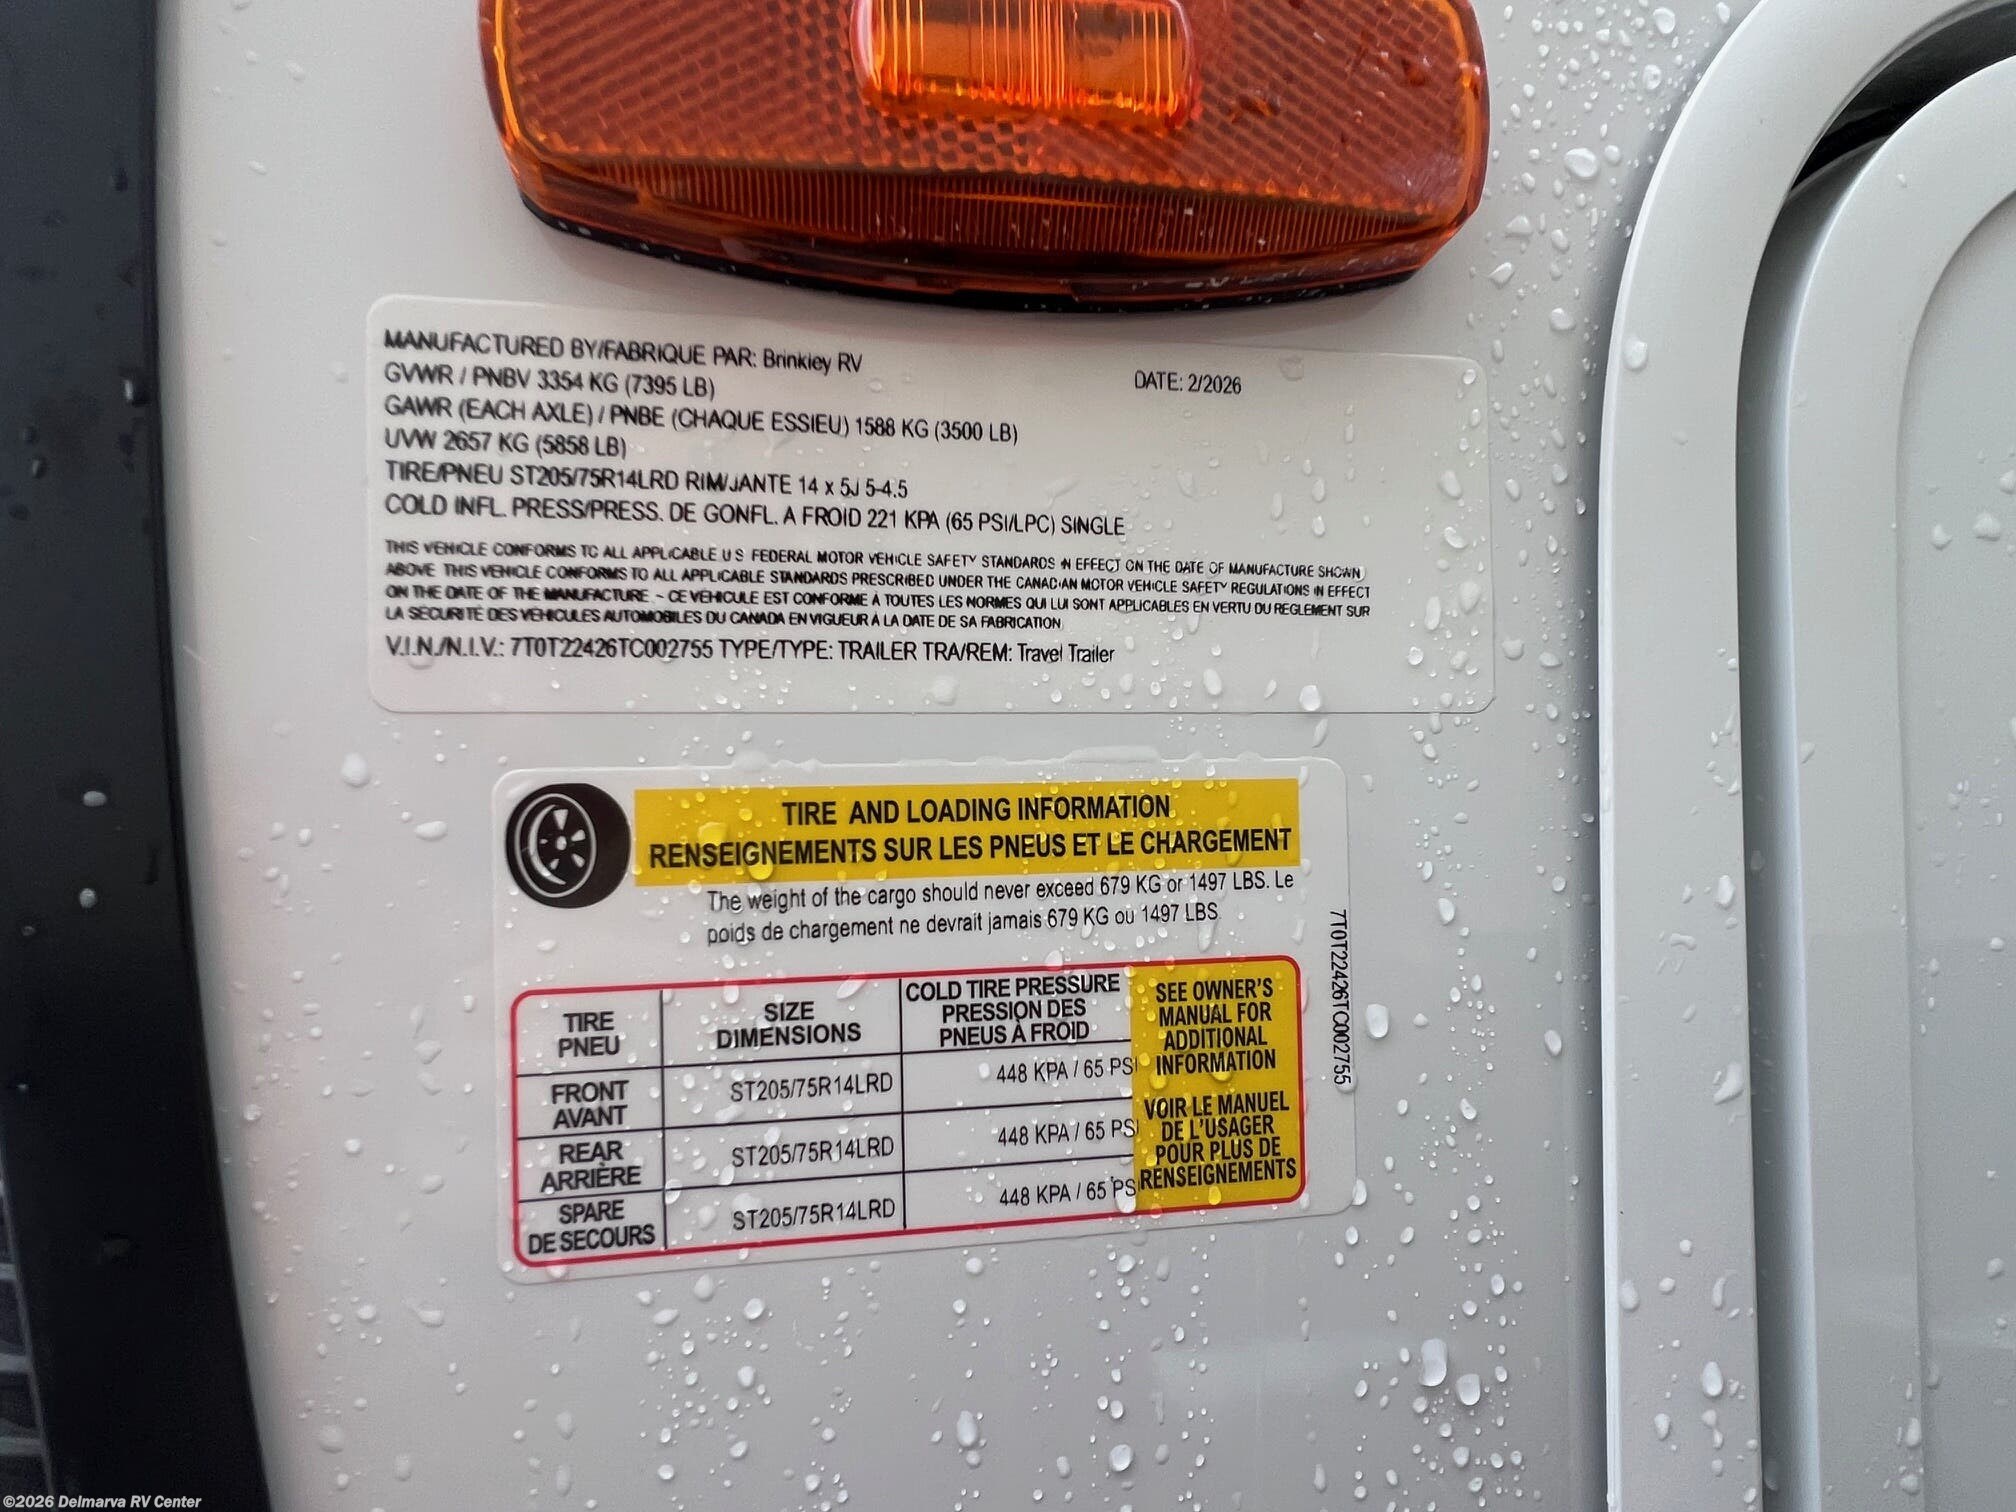 MANUFACTURED BY/FABRIQUE PAR: Brinkley RV
DATE: 2/2026
GVWR / PNBV 3354 KG (7395 LB)
GAWR (EACH AXLE) / PNBE (CHAQUE ESSIEU) 1588 KG (3500 LB)
UVW 2657 KG (5858 LB)
TIRE/PNEU ST205/75R14LRD RIM/JANTE 14 x 5J 5-4.5
COLD INFL. PRESS/PRESS. DE GONFL. A FROID 221 KPA (65 PSI/LPC) SINGLE
THIS VEHICLE CONFORMS TO ALL APPLICABLE U S FEDERAL MOTOR VEHICLE SAFETY STANDARDS IN EFFECT ON THE DATE OF MANUFACTURE SHOWN
ABOVE THIS VEHICLE CONFORMS TO ALL APPLICABLE STANDARDS PRESCRIBED UNDER THE CANADIAN MOTOR VEHICLE SAFETY REGULATIONS IN EFFECT
ON THE DATE OF THE MANUFACTURE ~ CE VÉHICULE EST CONFORME À TOUTES LES NORMES QUI LUI SONT APPLICABLES EN VERTU DU RÈGLEMENT SUR
LA SÉCURITÉ DES VÉHICULES AUTOMOBILES DU CANADA EN VIGUEUR À LA DATE DE SA FABRICATION
V.I.N./N.I.V.: 7T0T22426TC002755 TYPE/TYPE: TRAILER TRA/REM: Travel Trailer
TIRE AND LOADING INFORMATION
RENSEIGNEMENTS SUR LES PNEUS ET LE CHARGEMENT
The weight of the cargo should never exceed 679 KG or 1497 LBS. Le
poids de chargement ne devrait jamais 679 KG ou 1497 LBS.
TIRE
PNEU
SIZE
DIMENSIONS
COLD TIRE PRESSURE
PRESSION DES
PNEUS À FROID
FRONT
AVANT
ST205/75R14LRD
448 KPA / 65 PSI
REAR
ARRIÈRE
ST205/75R14LRD
448 KPA / 65 PSI
SPARE
DE SECOURS
ST205/75R14LRD
448 KPA / 65 PSI
SEE OWNER'S
MANUAL FOR
ADDITIONAL
INFORMATION
VOIR LE MANUEL
DE L'USAGER
POUR PLUS DE
RENSEIGNEMENTS
7T0T22426TC002755
©2026 Delmarva RV Center